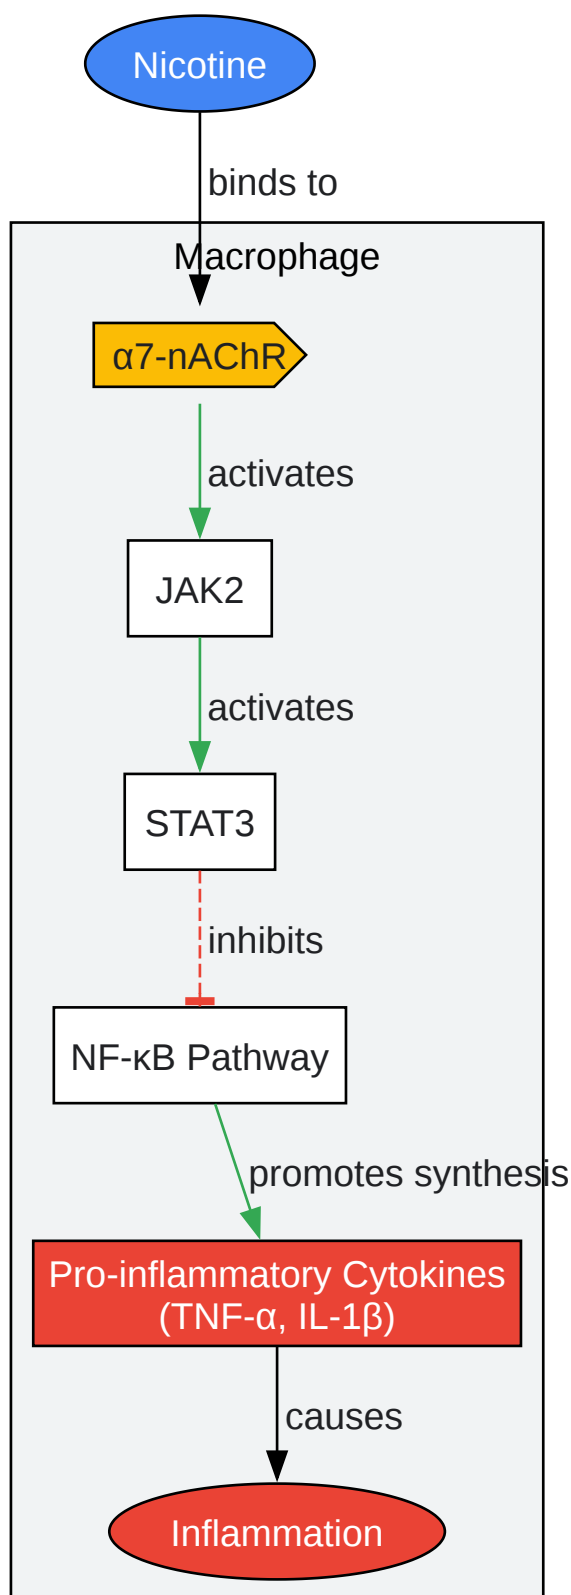 Nicotine
binds to
Macrophage
α7-nAChR
activates
JAK2
activates
STAT3
inhibits
NF-κB Pathway
promotes synthesis
Pro-inflammatory Cytokines
(TNF-α, IL-1β)
causes
Inflammation